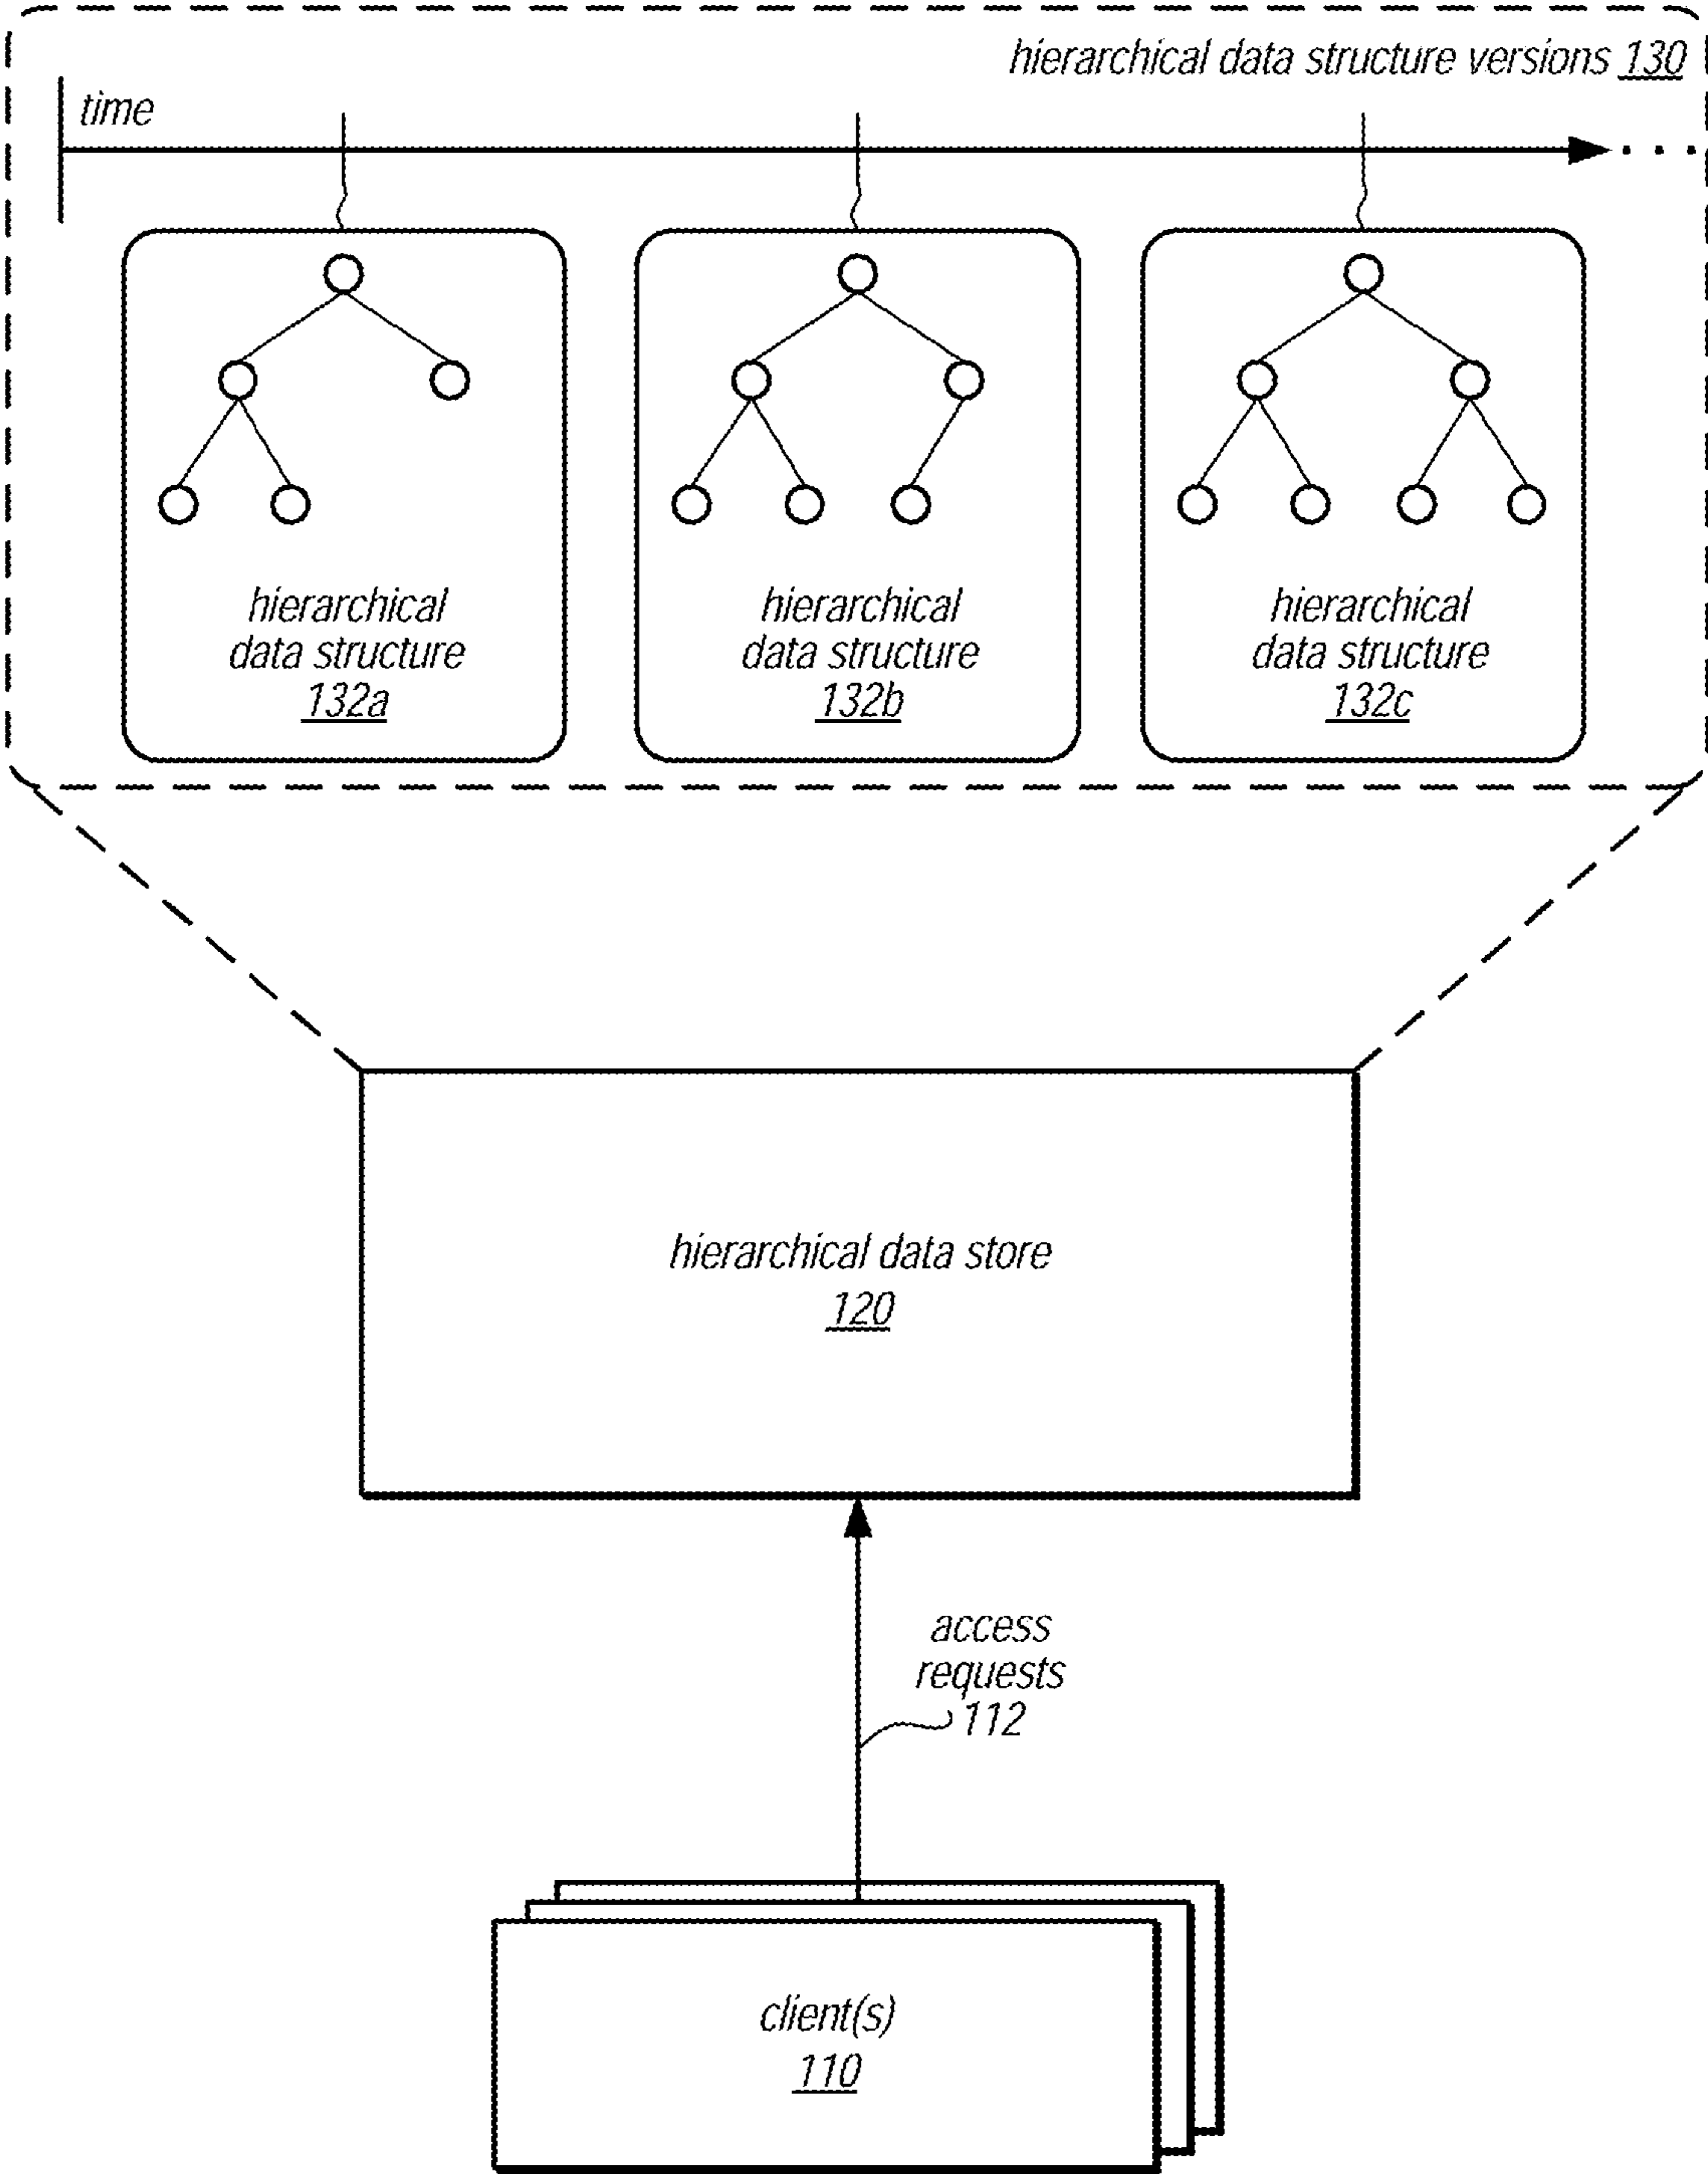 hierarchical data structure versions 130
time
hierarchical
data structure
132a
hierarchical
data structure
132b
hierarchical
data structure
132c
hierarchical data store
120
access
requests
112
client(s)
110